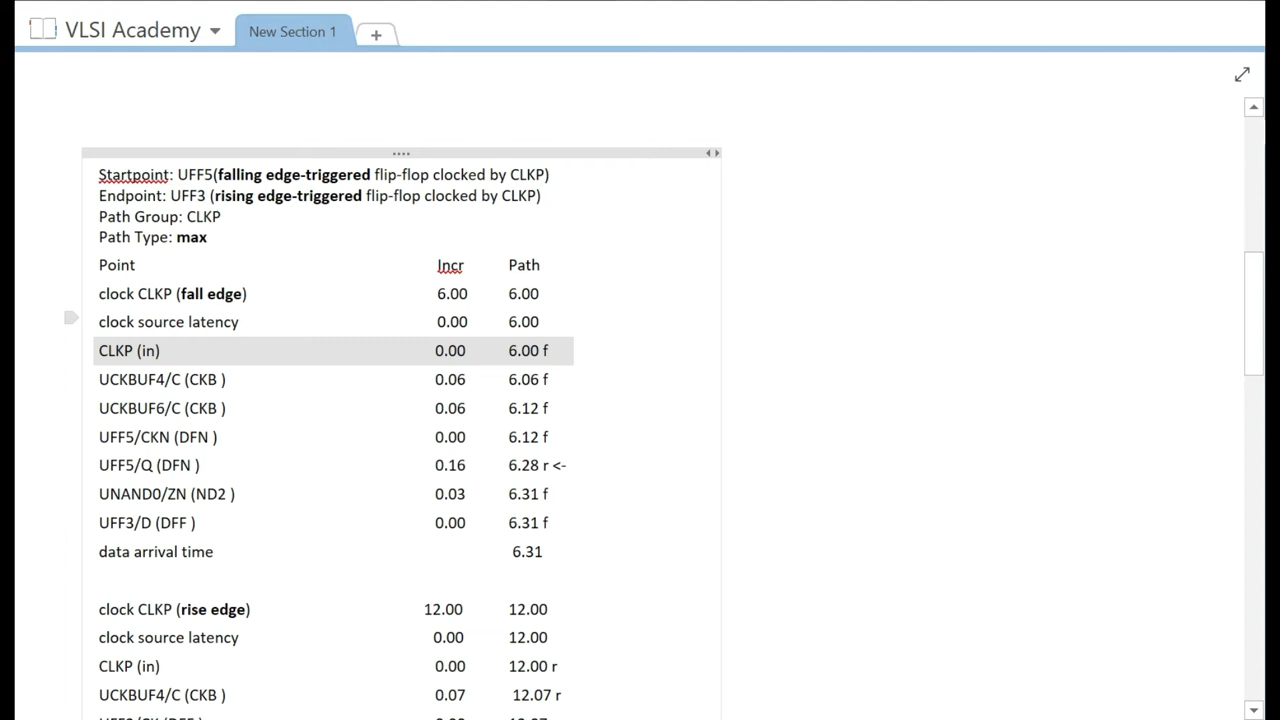 VLSI Academy
New Section 1
+
Startpoint: UFF5(falling edge-triggered flip-flop clocked by CLKP)
Endpoint: UFF3 (rising edge-triggered flip-flop clocked by CLKP)
Path Group: CLKP
Path Type: max
Point Incr Path
clock CLKP (fall edge) 6.00 6.00
clock source latency 0.00 6.00
CLKP (in) 0.00 6.00 f
UCKBUF4/C (CKB ) 0.06 6.06 f
UCKBUF6/C (CKB ) 0.06 6.12 f
UFF5/CKN (DFN ) 0.00 6.12 f
UFF5/Q (DFN ) 0.16 6.28 r <-
UNAND0/ZN (ND2 ) 0.03 6.31 f
UFF3/D (DFF ) 0.00 6.31 f
data arrival time 6.31
clock CLKP (rise edge) 12.00 12.00
clock source latency 0.00 12.00
CLKP (in) 0.00 12.00 r
UCKBUF4/C (CKB ) 0.07 12.07 r